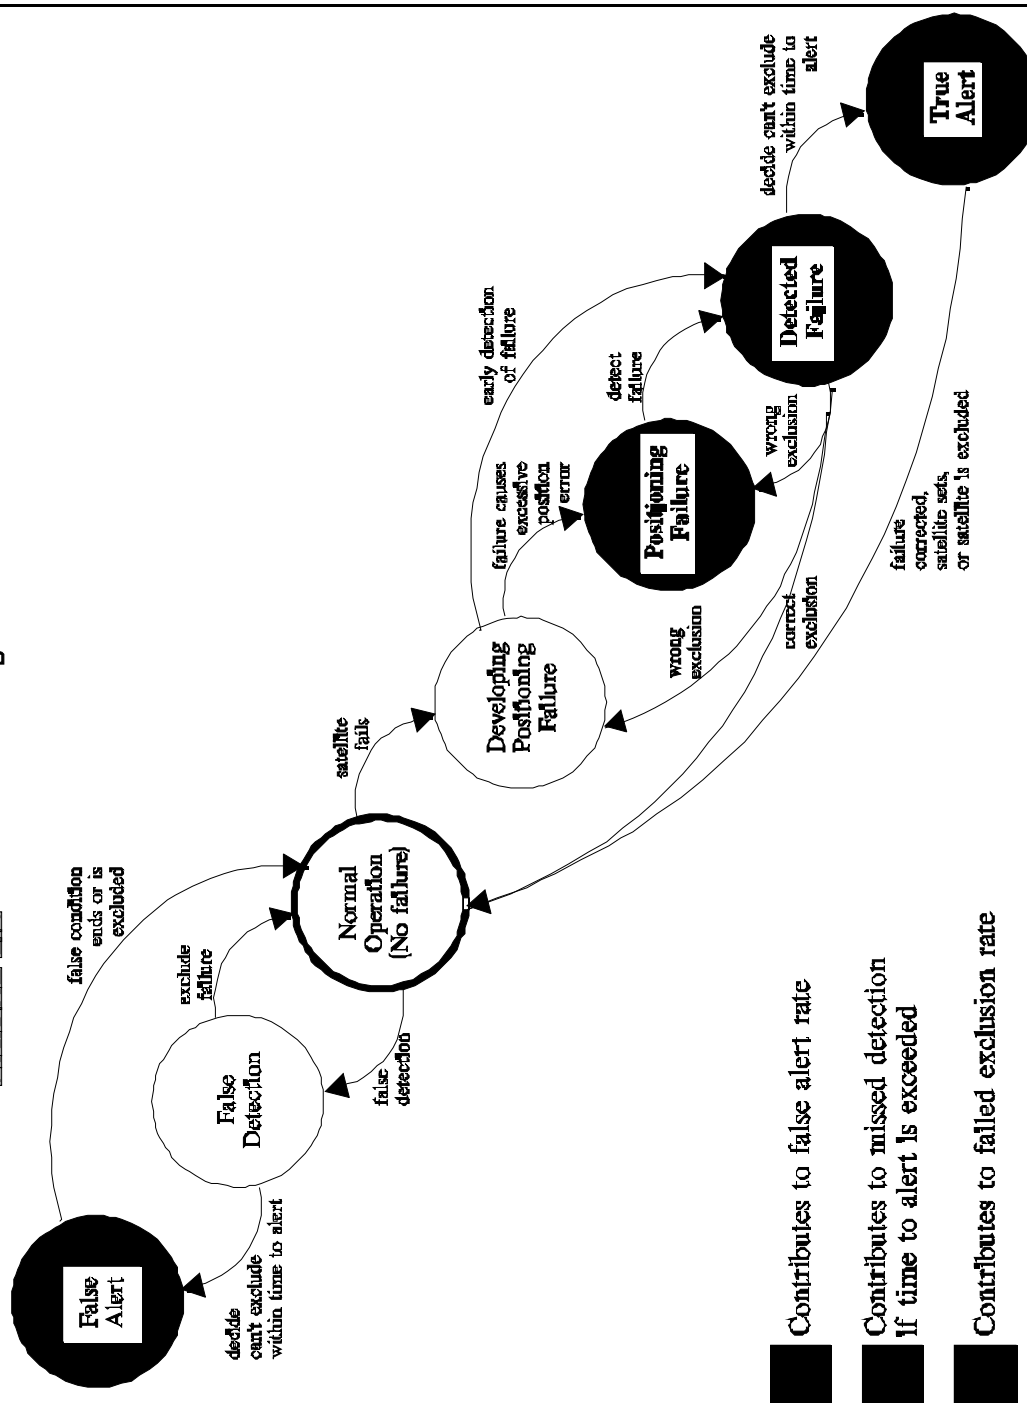 False
Alert
decide
can't exclude
within time to alert
false condition
ends or is
excluded
False
Detection
exclude
failure
false
detection
Normal
Operation
(No failure)
satellite
fails
Developing
Positioning
Failure
failure causes
excessive
position
error
early detection
of failure
Positioning
Failure
detect
failure
wrong
exclusion
wrong
exclusion
correct
exclusion
Detected
Failure
decide can't exclude
within time to
alert
True
Alert
failure
corrected,
satellite sets,
or satellite is excluded
Contributes to false alert rate
Contributes to missed detection
If time to alert is exceeded
Contributes to failed exclusion rate